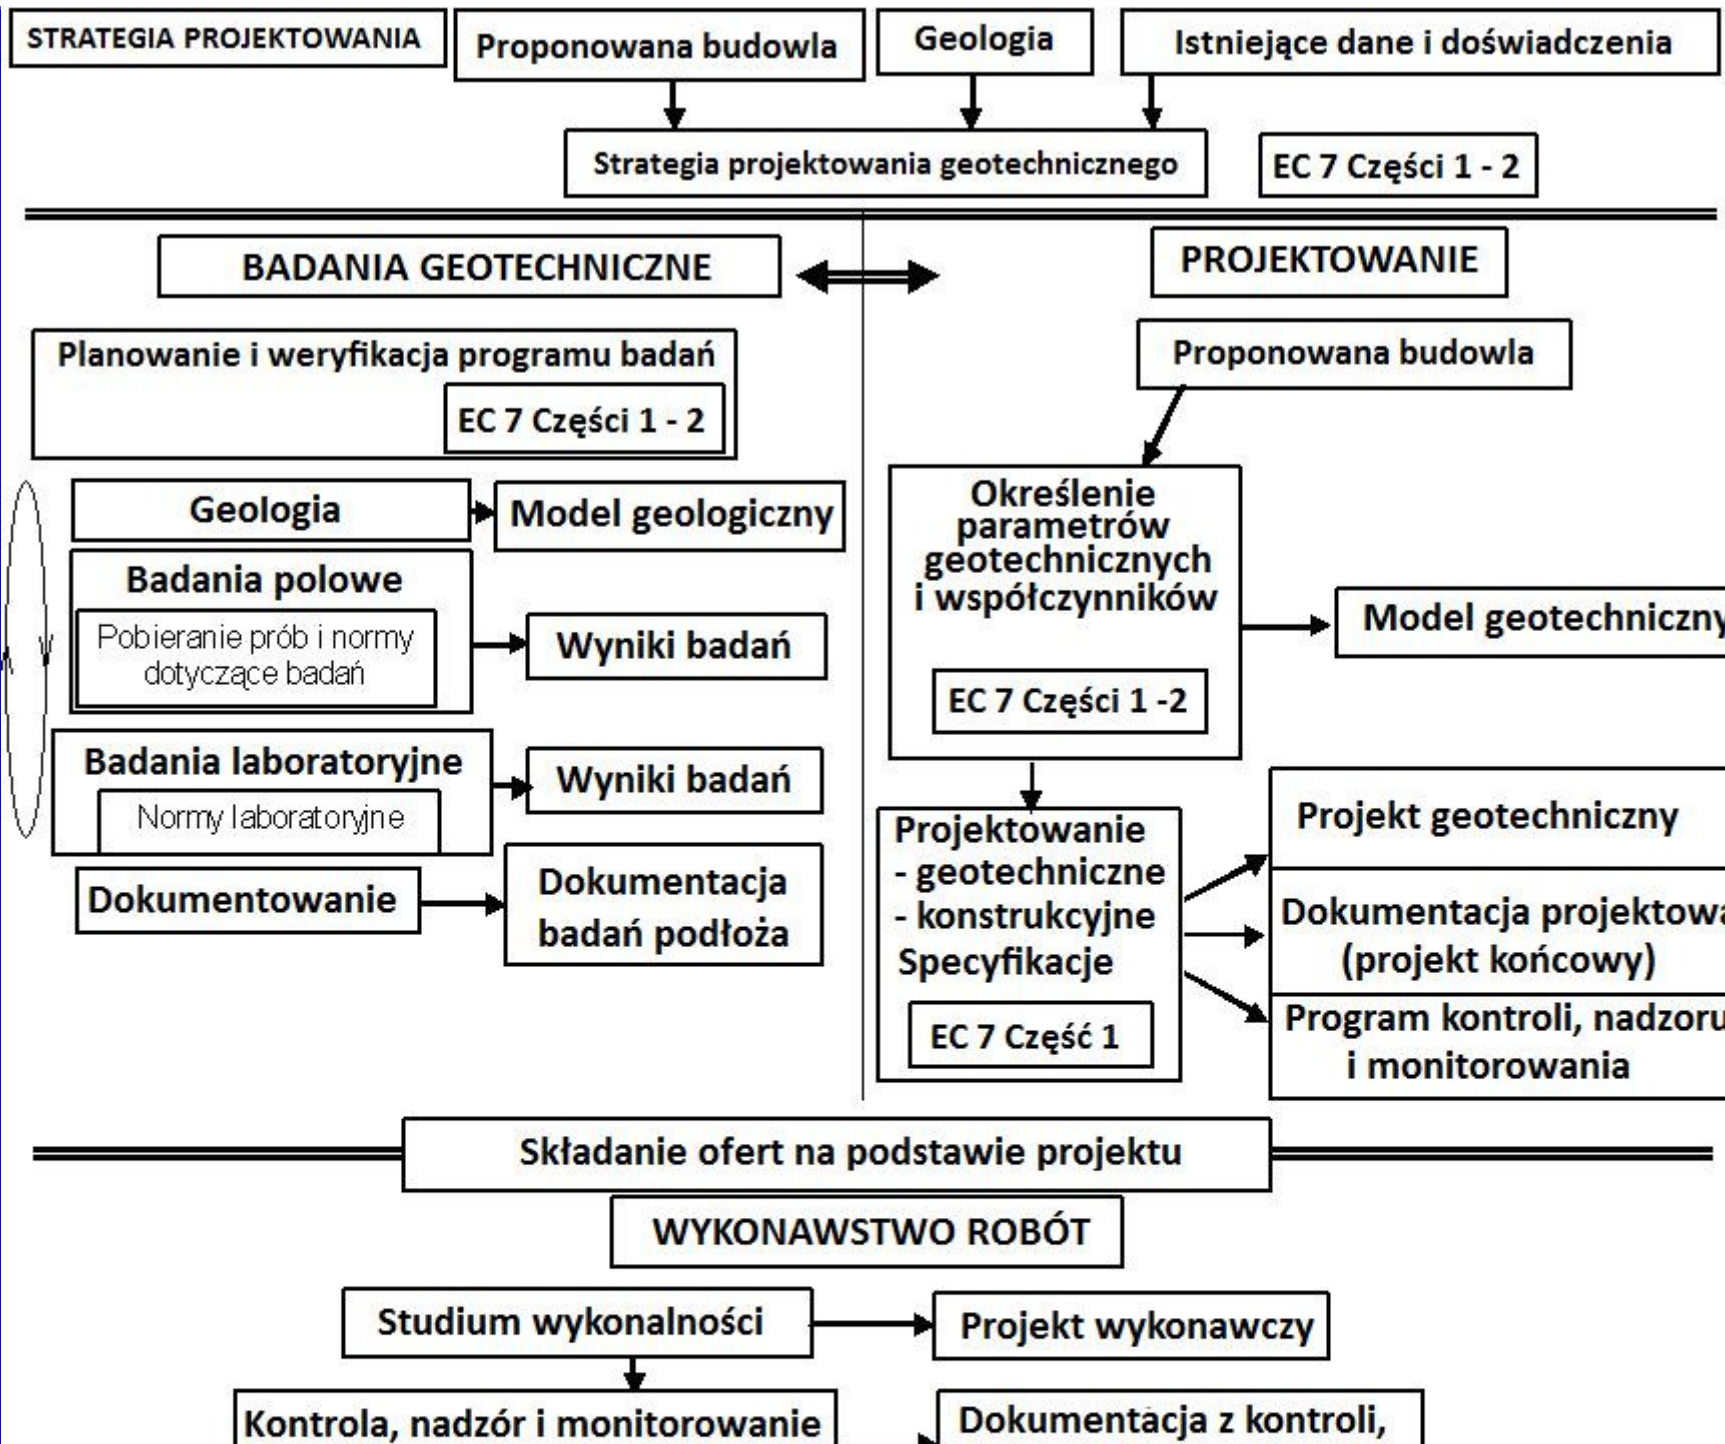 STRATEGIA PROJEKTOWANIA
Proponowana budowla
Geologia
Istniejące dane i doświadczenia
Strategia projektowania geotechnicznego
EC 7 Części 1 - 2
BADANIA GEOTECHNICZNE
PROJEKTOWANIE
Planowanie i weryfikacja programu badań
EC 7 Części 1 - 2
Proponowana budowla
Geologia
Model geologiczny
Badania polowe
Pobieranie prób i normy
dotyczące badań
Wyniki badań
Badania laboratoryjne
Normy laboratoryjne
Wyniki badań
Dokumentowanie
Dokumentacja
badań podłoża
Określenie
parametrów
geotechnicznych
i współczynników
EC 7 Części 1 -2
Model geotechniczny
Projektowanie
- geotechniczne
- konstrukcyjne
Specyfikacje
EC 7 Część 1
Projekt geotechniczny
Dokumentacja projektowa
(projekt końcowy)
Program kontroli, nadzoru
i monitorowania
Składanie ofert na podstawie projektu
WYKONAWSTWO ROBÓT
Studium wykonalności
Projekt wykonawczy
Kontrola, nadzór i monitorowanie
Dokumentacja z kontroli,